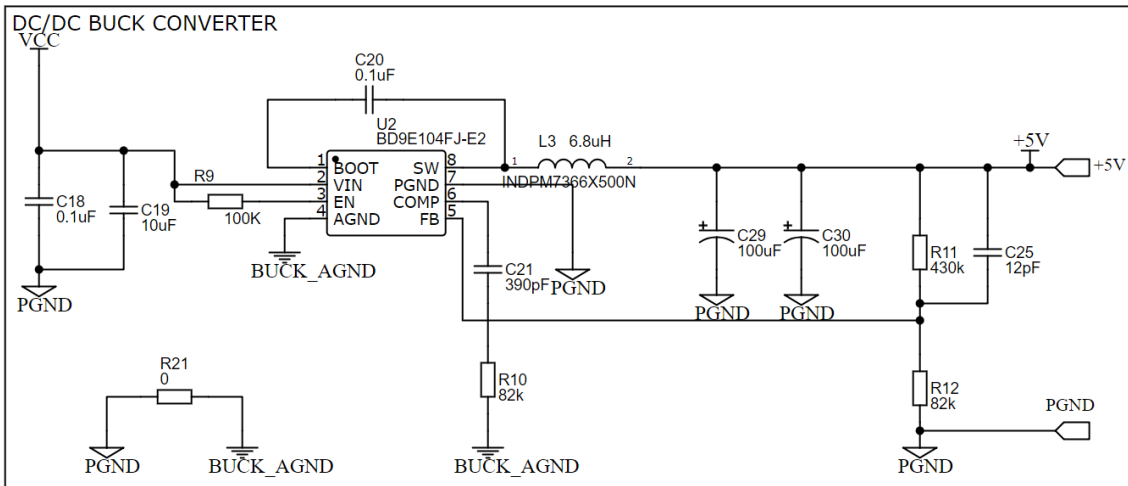 DC/DC BUCK CONVERTER
VCC
C20
0.1uF
U2
BD9E104FJ-E2
L3 6.8uH
+5V
+5V
1 BOOT SW 8
2 VIN PGND 7
3 EN COMP 6
4 AGND FB 5
1 2
INDPM7366X500N
R9
100K
C18
0.1uF
C19
10uF
PGND
BUCK_AGND
C21
390pF
PGND
C29
100uF
C30
100uF
PGND
PGND
R11
430k
C25
12pF
R21
0
PGND
BUCK_AGND
R10
82k
BUCK_AGND
R12
82k
PGND
PGND